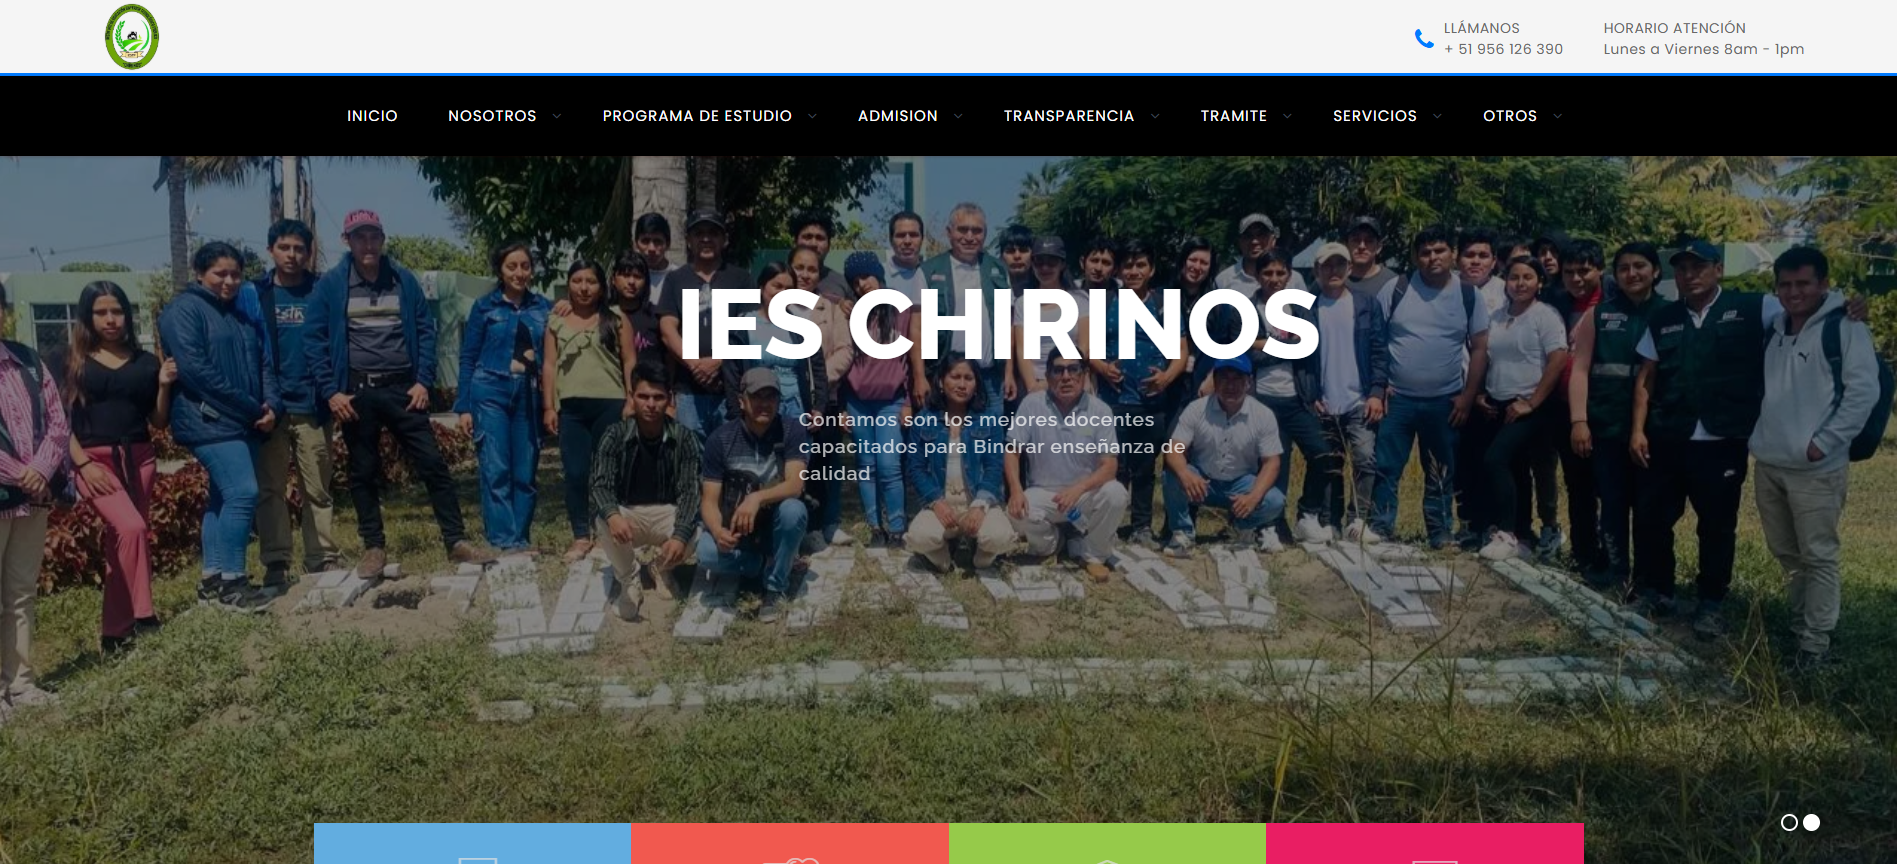 LLÁMANOS
+ 51 956 126 390
HORARIO ATENCIÓN
Lunes a Viernes 8am - 1pm
INICIO
NOSOTROS
PROGRAMA DE ESTUDIO
ADMISION
TRANSPARENCIA
TRAMITE
SERVICIOS
OTROS
IES CHIRINOS
Contamos son los mejores docentes
capacitados para Bindrar enseñanza de
calidad